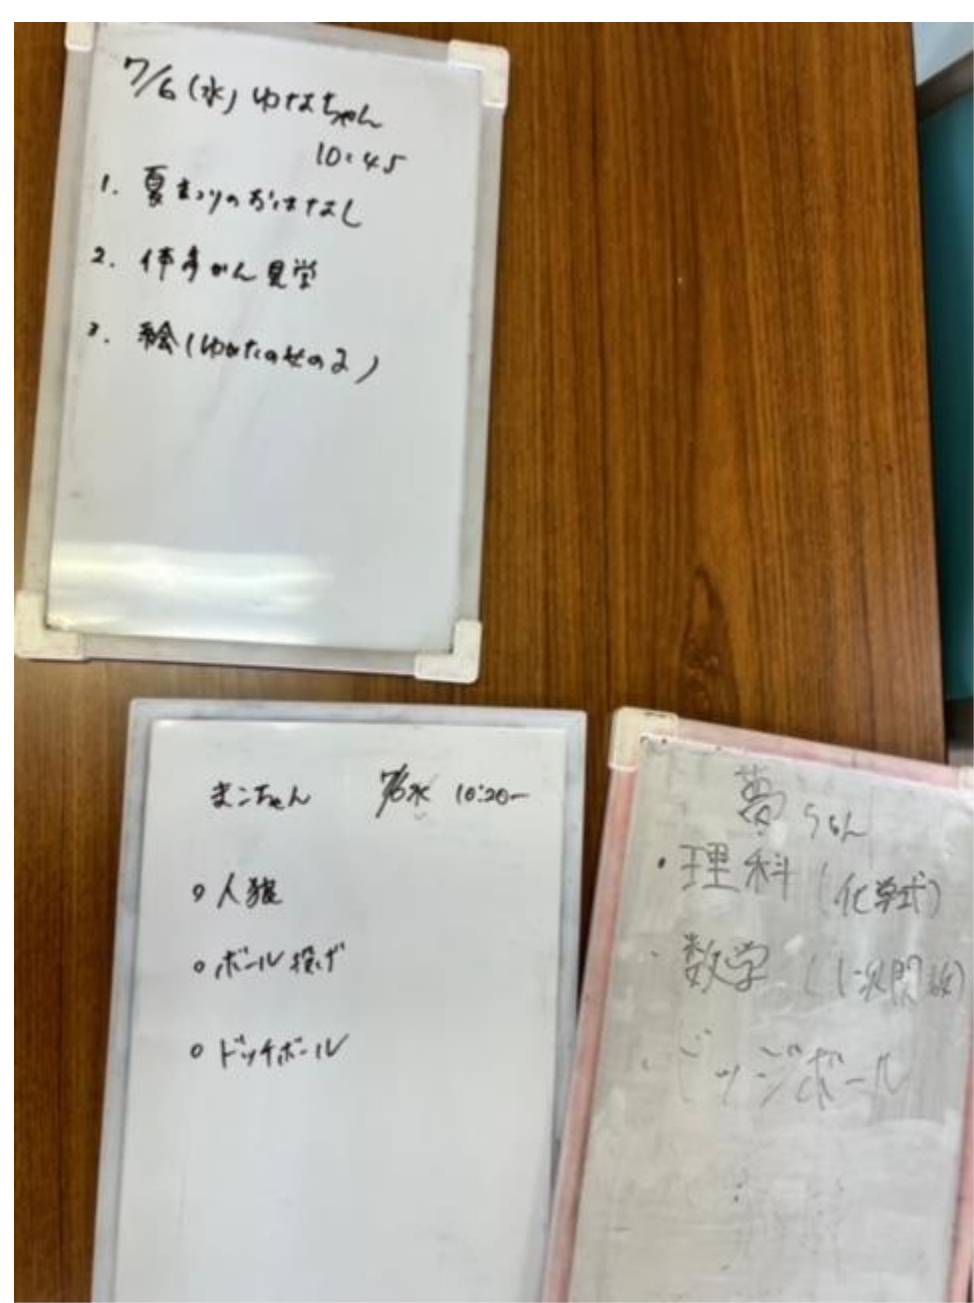 7/6(水)ゆなちゃん
10:45
1. 夏まつりのおはなし
2. 体育かん見学
3. 絵(ゆかたの女の子)
まこちゃん 7/6水 10:20ー
○人狼
○ボール投げ
○ドッチボール
夢ちゃん
・理科(化学式)
・数学(1次関数)
・ドッジボール